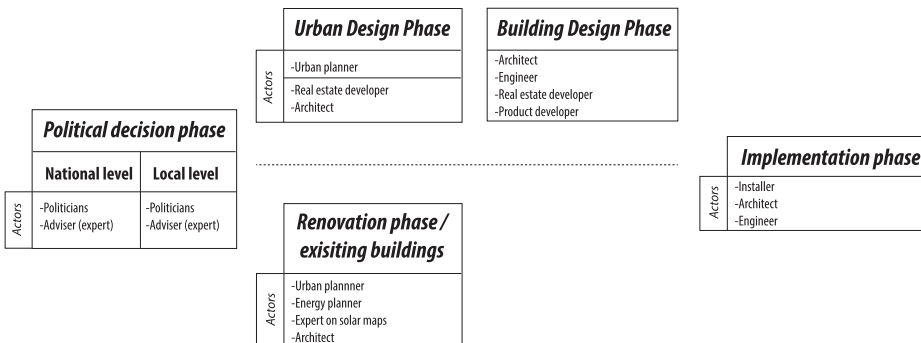 Urban Design Phase
Actors
-Urban planner
-Real estate developer
-Architect
Building Design Phase
-Architect
-Engineer
-Real estate developer
-Product developer
Political decision phase
National level
Local level
Actors
-Politicians
-Adviser (expert)
-Politicians
-Adviser (expert)
Renovation phase /
exisiting buildings
Actors
-Urban plannner
-Energy planner
-Expert on solar maps
-Architect
Implementation phase
Actors
-Installer
-Architect
-Engineer